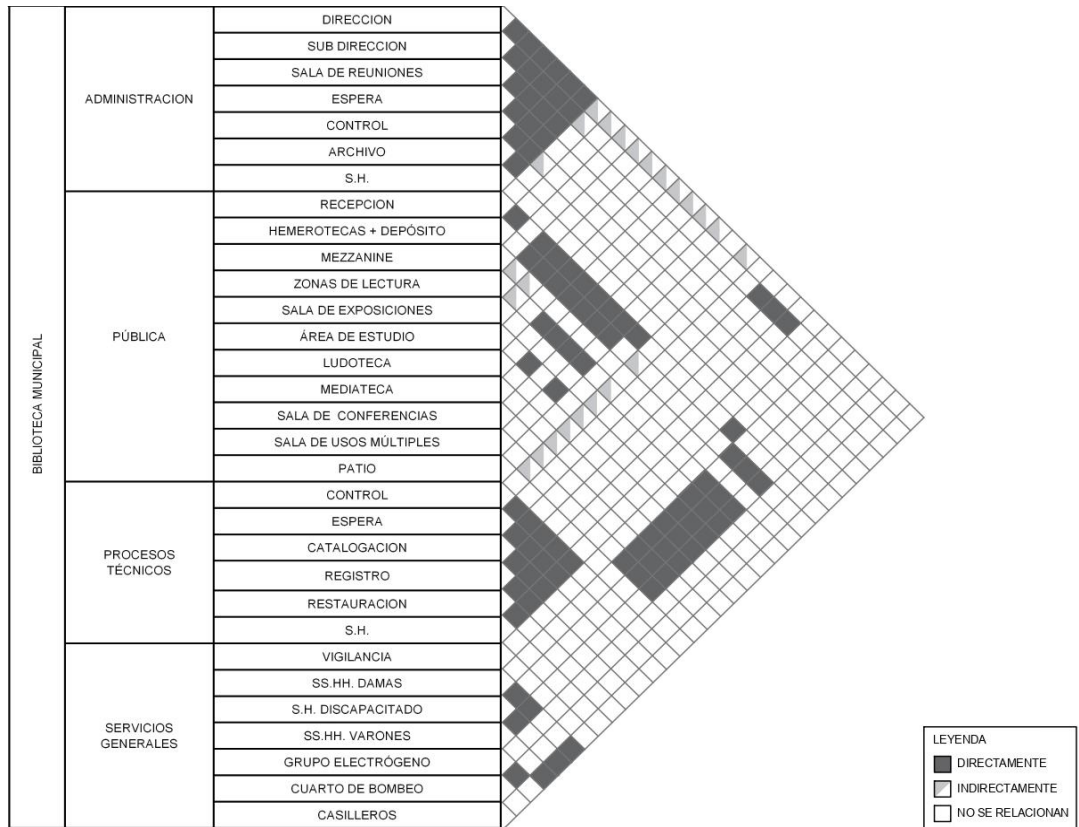 BIBLIOTECA MUNICIPAL
ADMINISTRACION
DIRECCION
SUB DIRECCION
SALA DE REUNIONES
ESPERA
CONTROL
ARCHIVO
S.H.
PÚBLICA
RECEPCION
HEMEROTECAS + DEPÓSITO
MEZZANINE
ZONAS DE LECTURA
SALA DE EXPOSICIONES
ÁREA DE ESTUDIO
LUDOTECA
MEDIATECA
SALA DE CONFERENCIAS
SALA DE USOS MÚLTIPLES
PATIO
PROCESOS
TÉCNICOS
CONTROL
ESPERA
CATALOGACION
REGISTRO
RESTAURACION
S.H.
SERVICIOS
GENERALES
VIGILANCIA
SS.HH. DAMAS
S.H. DISCAPACITADO
SS.HH. VARONES
GRUPO ELECTRÓGENO
CUARTO DE BOMBEO
CASILLEROS
LEYENDA
DIRECTAMENTE
INDIRECTAMENTE
NO SE RELACIONAN